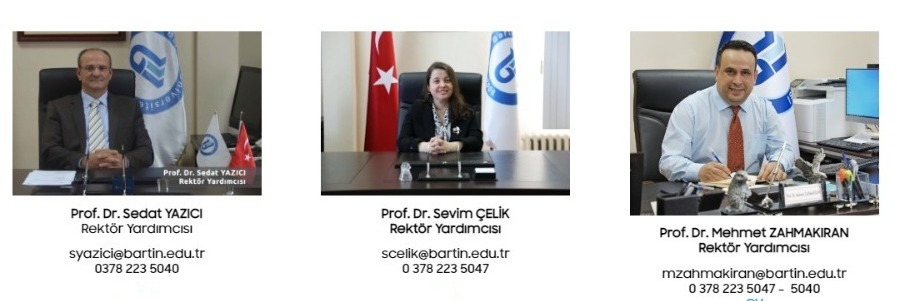 Prof. Dr. Sedat YAZICI
Rektör Yardımcısı
Prof. Dr. Sedat YAZICI
Rektör Yardımcısı
syazici@bartin.edu.tr
0378 223 5040
Prof. Dr. Sevim ÇELİK
Rektör Yardımcısı
scelik@bartin.edu.tr
0 378 223 5047
Prof. Dr. Mehmet ZAHMAKIRAN
Rektör Yardımcısı
mzahmakiran@bartin.edu.tr
0 378 223 5047 - 5040